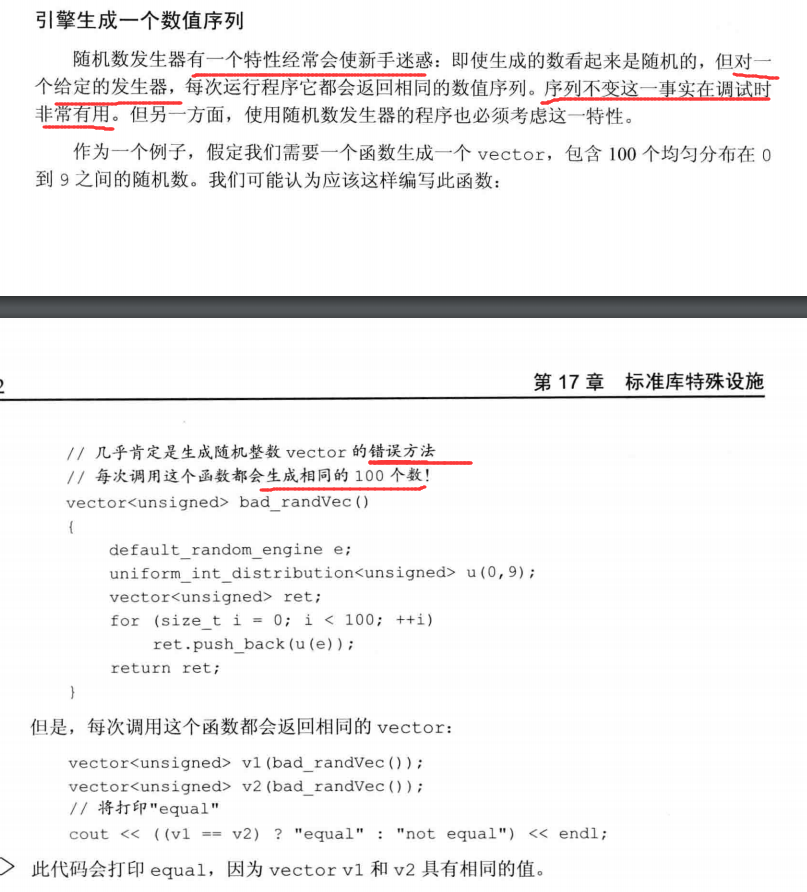 引擎生成一个数值序列
随机数发生器有一个特性经常会使新手迷惑：即使生成的数看起来是随机的，但对一
个给定的发生器，每次运行程序它都会返回相同的数值序列。序列不变这一事实在调试时
非常有用。但另一方面，使用随机数发生器的程序也必须考虑这一特性。
作为一个例子，假定我们需要一个函数生成一个 vector，包含 100 个均匀分布在 0
到 9 之间的随机数。我们可能认为应该这样编写此函数：
2
第 17 章 标准库特殊设施
// 几乎肯定是生成随机整数 vector 的错误方法
// 每次调用这个函数都会生成相同的 100 个数!
vector<unsigned> bad_randVec()
{
default_random_engine e;
uniform_int_distribution<unsigned> u(0,9);
vector<unsigned> ret;
for (size_t i = 0; i < 100; ++i)
ret.push_back(u(e));
return ret;
}
但是，每次调用这个函数都会返回相同的 vector：
vector<unsigned> v1(bad_randVec());
vector<unsigned> v2(bad_randVec());
// 将打印"equal"
cout << ((v1 == v2) ? "equal" : "not equal") << endl;
此代码会打印 equal，因为 vector v1 和 v2 具有相同的值。